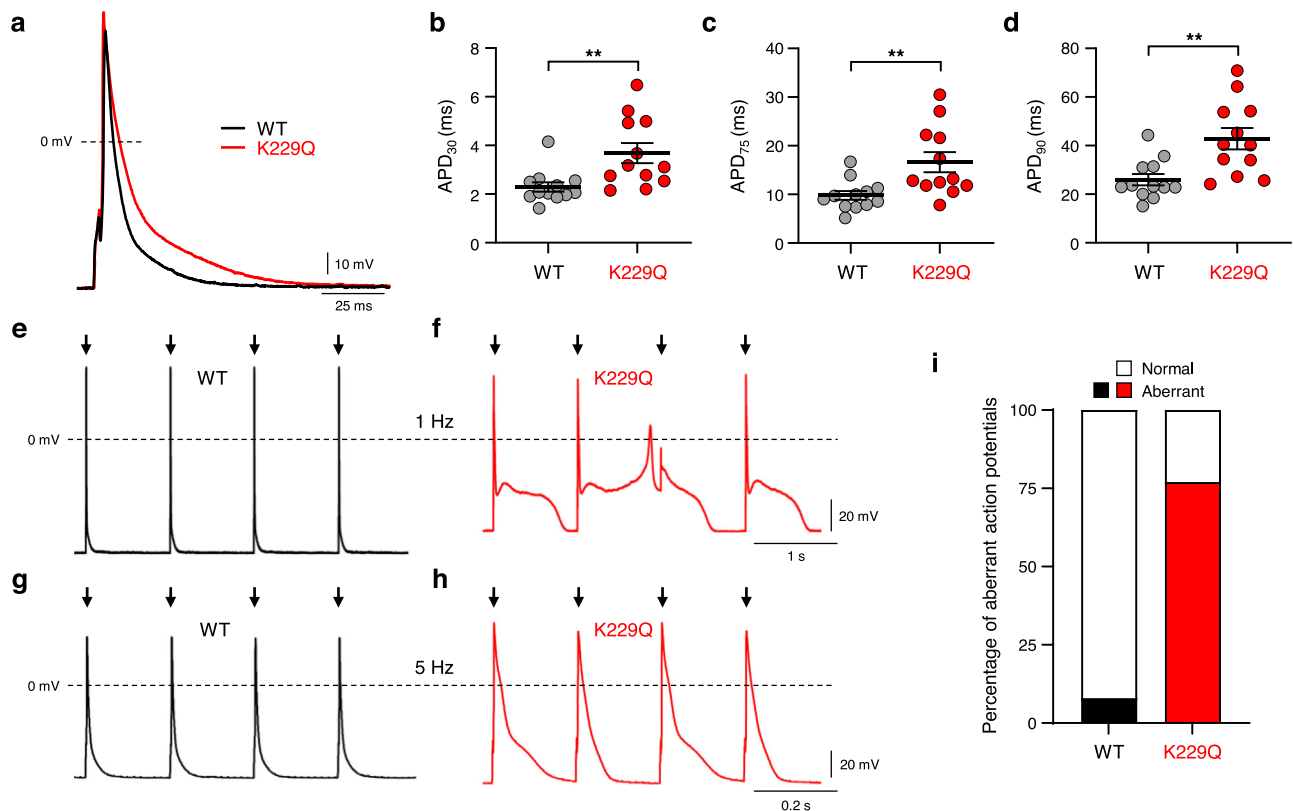 a
0 mV
WT
K229Q
10 mV
25 ms
b
APD30 (ms)
8
6
4
2
0
**
WT
K229Q
c
APD75 (ms)
40
30
20
10
0
**
WT
K229Q
d
APD90 (ms)
80
60
40
20
0
**
WT
K229Q
e
WT
0 mV
1 Hz
f
K229Q
20 mV
1 s
g
WT
0 mV
5 Hz
h
K229Q
20 mV
0.2 s
i
Normal
Aberrant
Percentage of aberrant action potentials
100
75
50
25
0
WT
K229Q